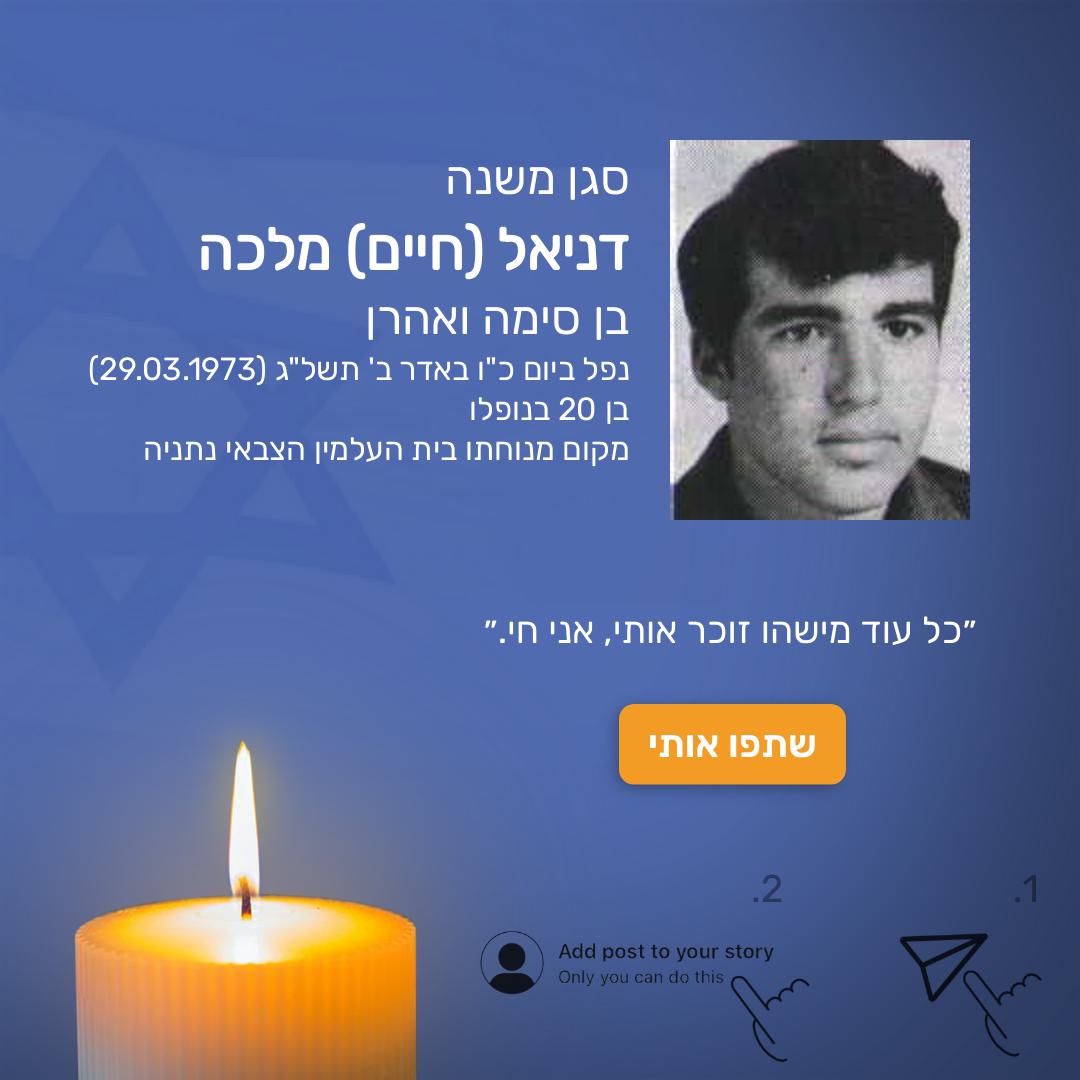 סגן משנה
דניאל (חיים) מלכה
בן סימה ואהרן
נפל ביום כ"ו באדר ב' תשל"ג (29.03.1973)
בן 20 בנופלו
מקום מנוחתו בית העלמין הצבאי נתניה
״כל עוד מישהו זוכר אותי, אני חי.״
שתפו אותי
1.
2.
Add post to your story
Only you can do this